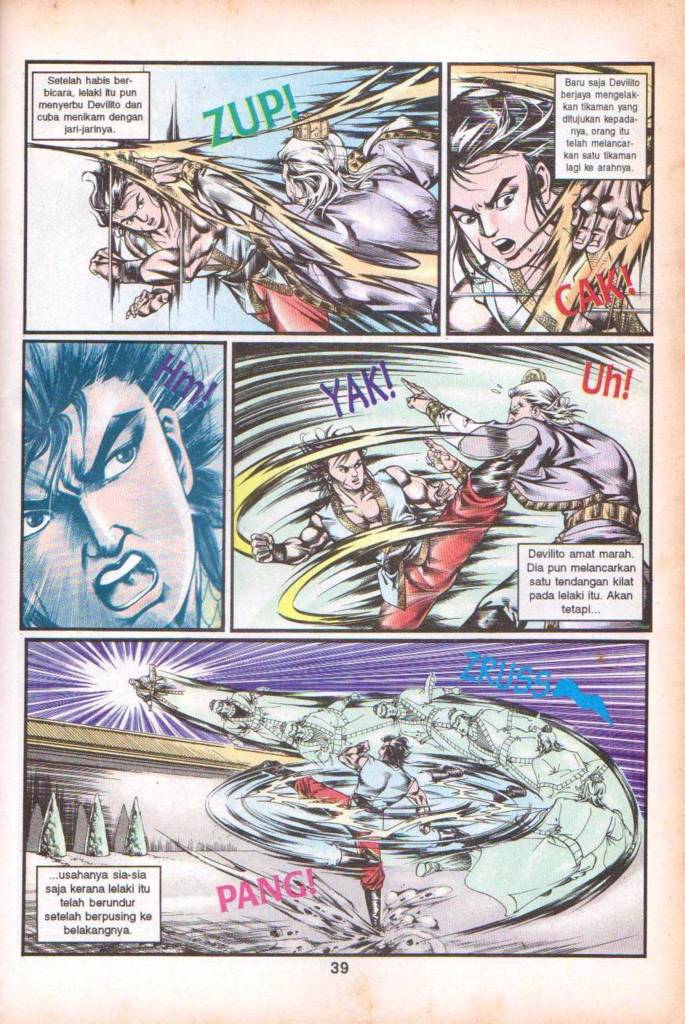 Setelah habis ber-
bicara, lelaki itu pun
menyerbu Devilito dan
cuba menikam dengan
jari-jarinya.
ZUP!
Baru saja Devilito
berjaya mengelak-
kan tikaman yang
ditujukan kepada-
nya, orang itu
telah melancar-
kan satu tikaman
lagi ke arahnya.
CAK!
Hm!
YAK!
Uh!
Devilito amat marah.
Dia pun melancarkan
satu tendangan kilat
pada lelaki itu. Akan
tetapi...
ZRUSS
...usahanya sia-sia
saja kerana lelaki itu
telah berundur
setelah berpusing ke
belakangnya.
PANG!
39